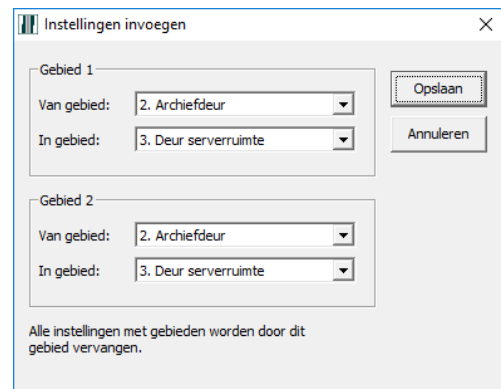 Instellingen invoegen
Gebied 1
Van gebied: 2. Archiefdeur
In gebied: 3. Deur serverruimte
Opslaan
Annuleren
Gebied 2
Van gebied: 2. Archiefdeur
In gebied: 3. Deur serverruimte
Alle instellingen met gebieden worden door dit
gebied vervangen.